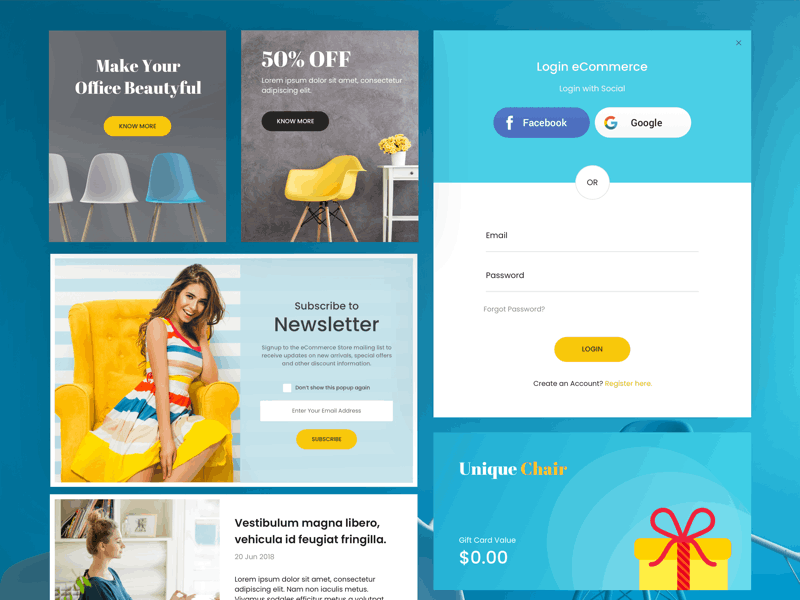 Make Your
Office Beautyful
KNOW MORE
50% OFF
Lorem ipsum dolor sit amet, consectetur
adipiscing elit.
KNOW MORE
Login eCommerce
Login with Social
Facebook
Google
OR
Email
Password
Forgot Password?
LOGIN
Create an Account? Register here.
Subscribe to
Newsletter
Signup to the eCommerce Store mailing list to
receive updates on new arrivals, special offers
and other discount information.
Don't show this popup again
Enter Your Email Address
SUBSCRIBE
Unique Chair
Gift Card Value
$0.00
Vestibulum magna libero,
vehicula id feugiat fringilla.
20 Jun 2018
Lorem ipsum dolor sit amet, consectetur
adipiscing elit. Nam non iaculis metus.
Vivamus sodales efficitur metus a volutpat.